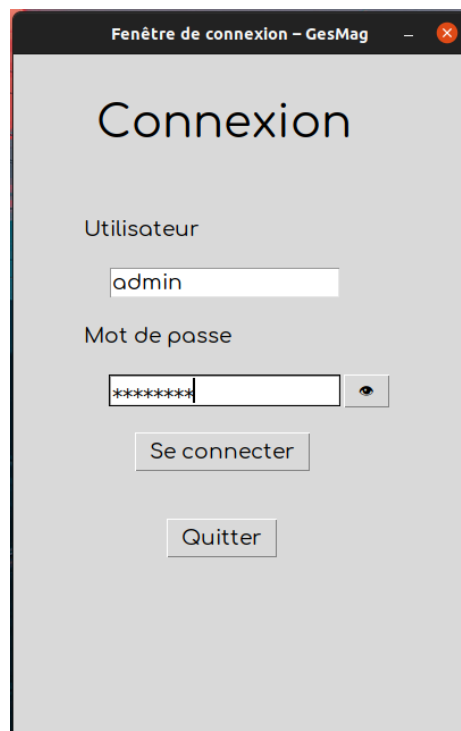 Fenêtre de connexion – GesMag
Connexion
Utilisateur
admin
Mot de passe
********
Se connecter
Quitter